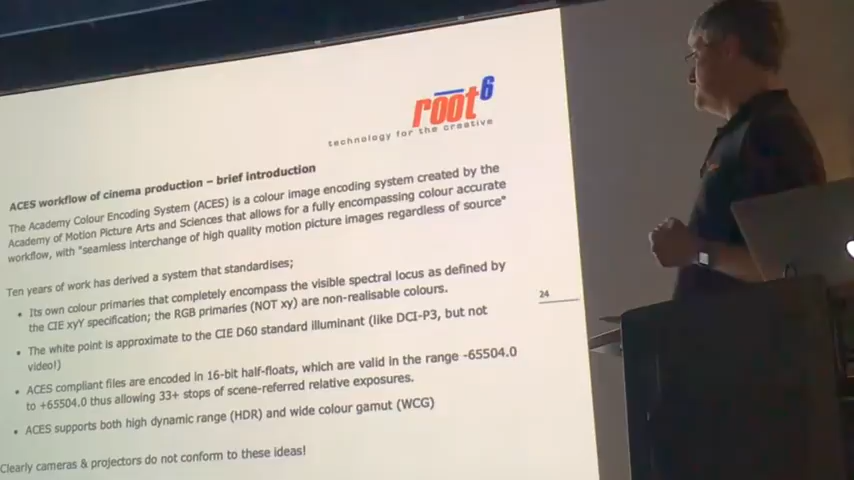 root6
technology for the creative
ACES workflow of cinema production – brief introduction
The Academy Colour Encoding System (ACES) is a colour image encoding system created by the
Academy of Motion Picture Arts and Sciences that allows for a fully encompassing colour accurate
workflow, with "seamless interchange of high quality motion picture images regardless of source"
Ten years of work has derived a system that standardises;
• Its own colour primaries that completely encompass the visible spectral locus as defined by
the CIE xyY specification; the RGB primaries (NOT xy) are non-realisable colours.
• The white point is approximate to the CIE D60 standard illuminant (like DCI-P3, but not
video!)
• ACES compliant files are encoded in 16-bit half-floats, which are valid in the range -65504.0
to +65504.0 thus allowing 33+ stops of scene-referred relative exposures.
• ACES supports both high dynamic range (HDR) and wide colour gamut (WCG)
Clearly cameras & projectors do not conform to these ideas!
24